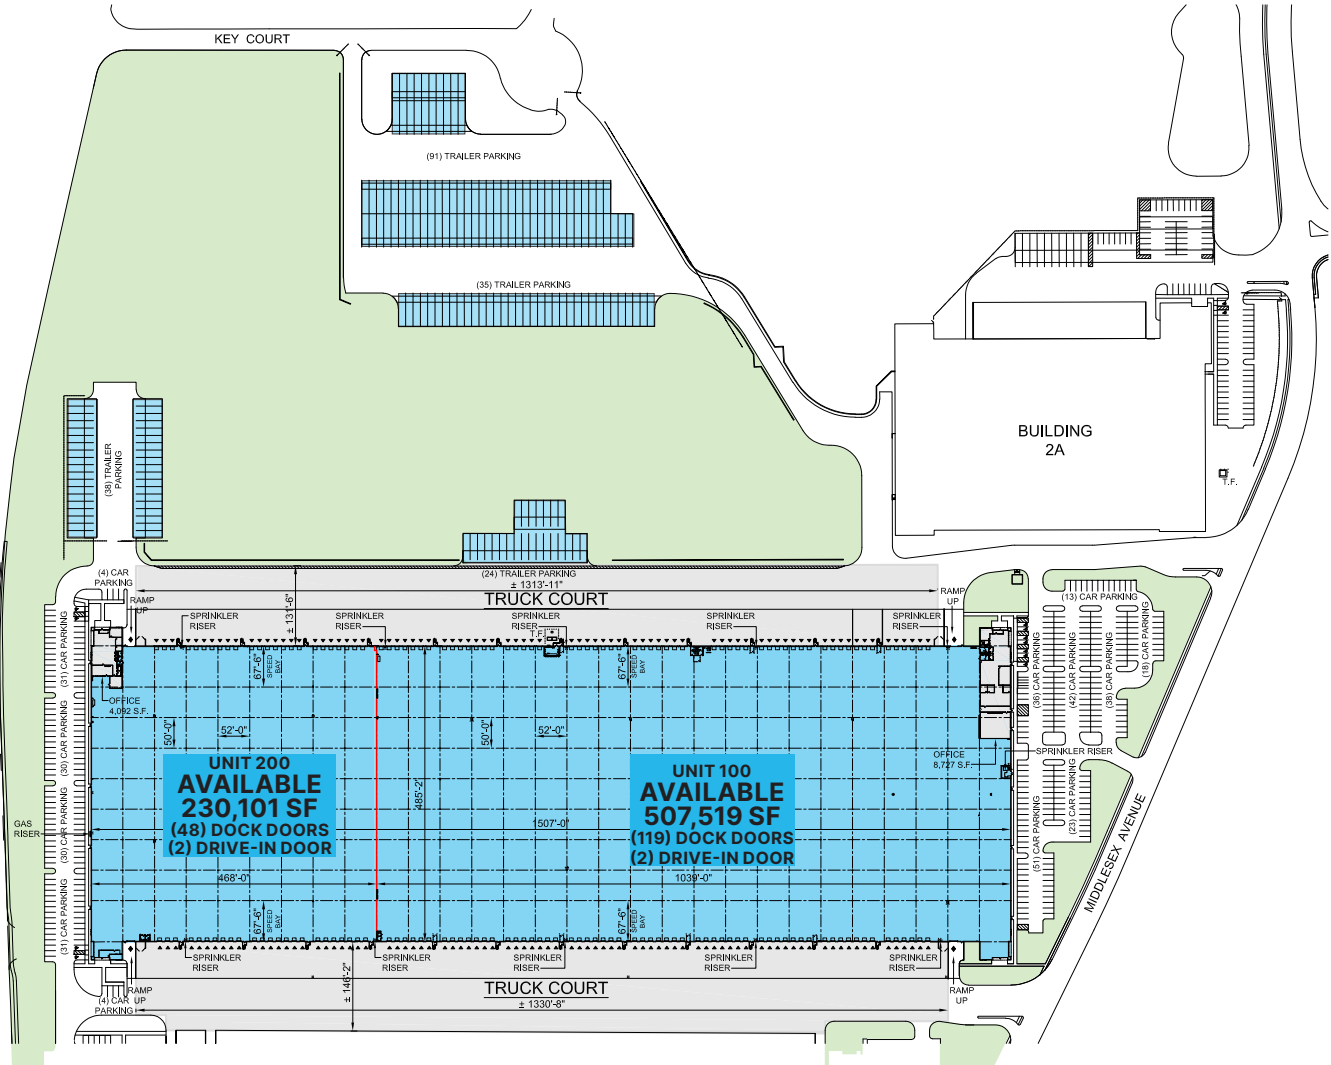 KEY COURT
(91) TRAILER PARKING
(35) TRAILER PARKING
BUILDING
2A
T.F.
(38) TRAILER
PARKING
(24) TRAILER PARKING
± 1313'-11"
TRUCK COURT
± 131'-6"
(4) CAR
PARKING
RAMP
UP
SPRINKLER
RISER
SPRINKLER
RISER
SPRINKLER
RISER
T.F.
SPRINKLER
RISER
SPRINKLER
RISER
RAMP
UP
(13) CAR PARKING
(18) CAR PARKING
(36) CAR PARKING
(42) CAR PARKING
(38) CAR PARKING
(31) CAR PARKING
(30) CAR PARKING
(30) CAR PARKING
(31) CAR PARKING
67'-6"
SPEED
BAY
67'-6"
SPEED
BAY
OFFICE
4,092 S.F.
50'-0"
52'-0"
50'-0"
52'-0"
OFFICE
8,727 S.F.
SPRINKLER RISER
UNIT 200
AVAILABLE
230,101 SF
(48) DOCK DOORS
(2) DRIVE-IN DOOR
485'-2"
UNIT 100
AVAILABLE
507,519 SF
(119) DOCK DOORS
(2) DRIVE-IN DOOR
GAS
RISER
1507'-0"
468'-0"
1039'-0"
(51) CAR PARKING
(23) CAR PARKING
MIDDLESEX AVENUE
67'-6"
SPEED
BAY
67'-6"
SPEED
BAY
SPRINKLER
RISER
SPRINKLER
RISER
SPRINKLER
RISER
SPRINKLER
RISER
SPRINKLER
RISER
RAMP
UP
(4) CAR
PARKING
± 146'-2"
TRUCK COURT
± 1330'-8"
RAMP
UP